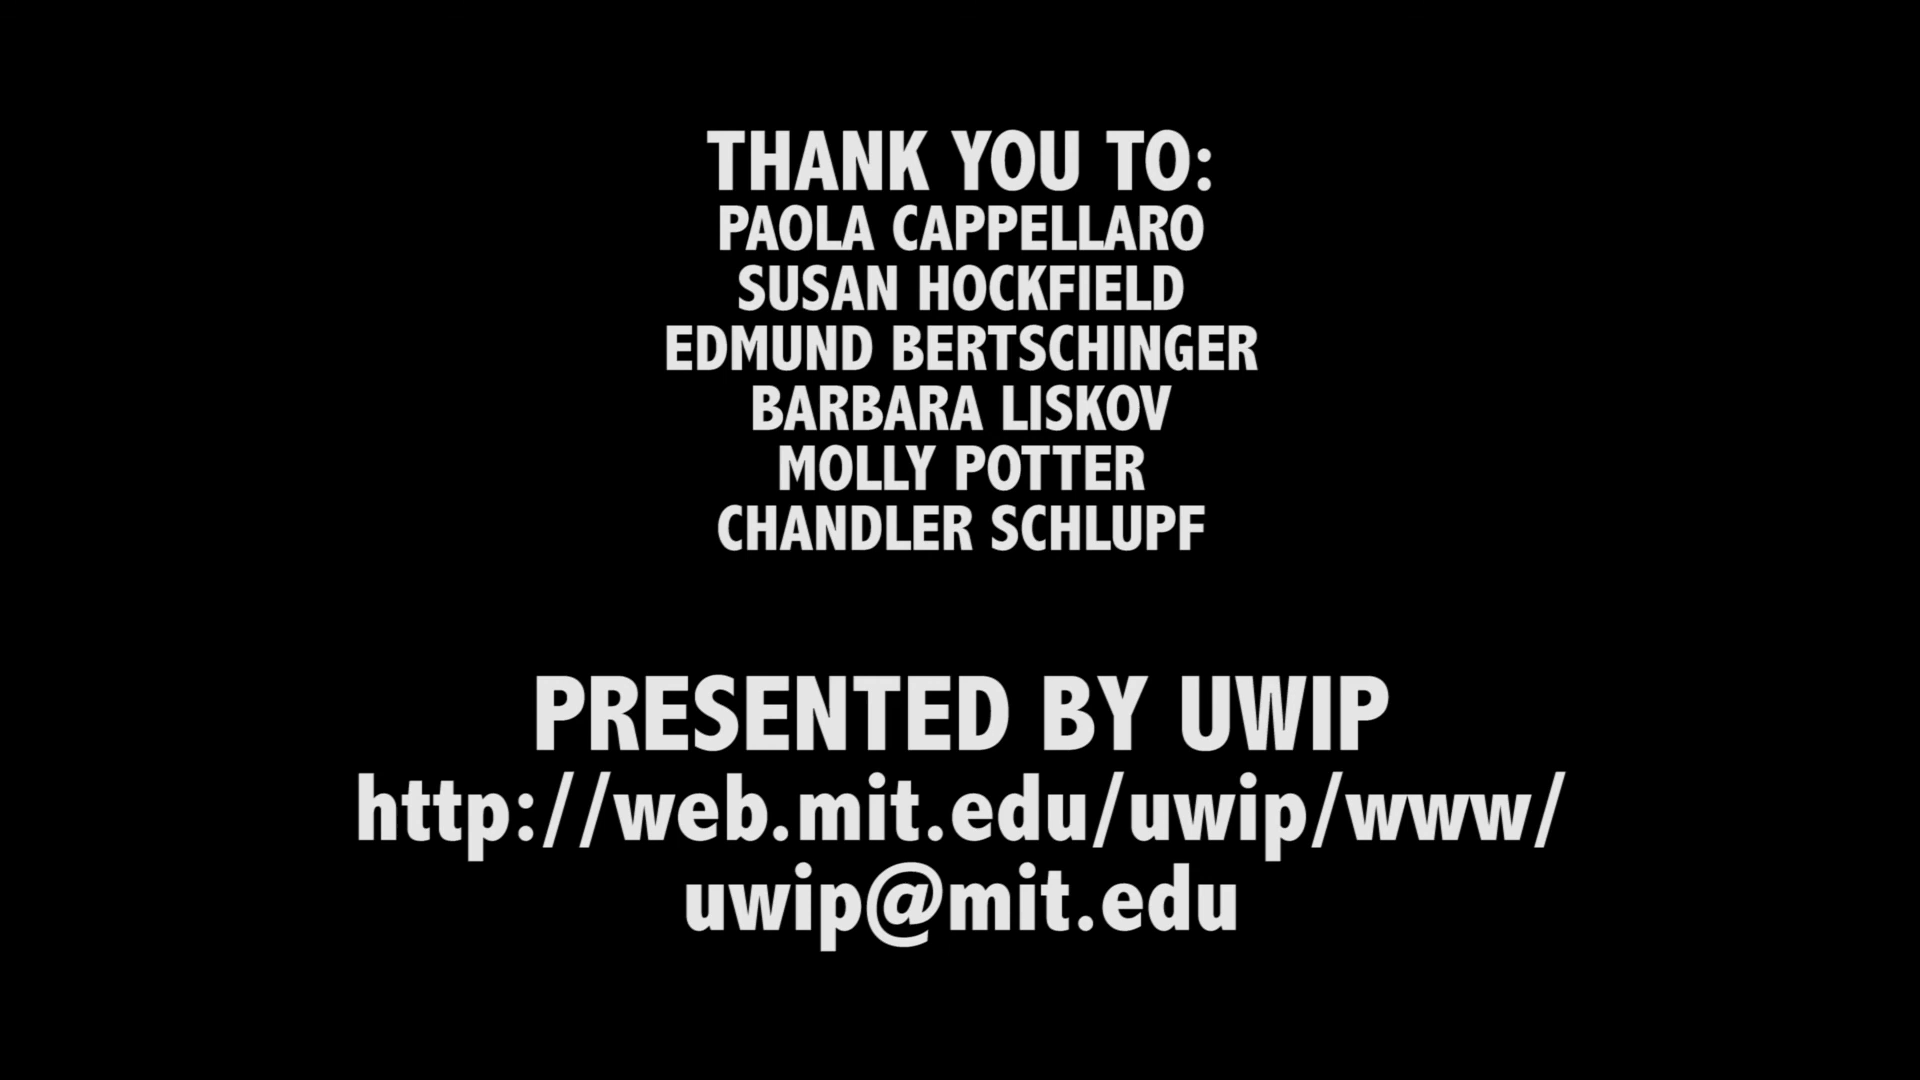 THANK YOU TO:
PAOLA CAPPELLARO
SUSAN HOCKFIELD
EDMUND BERTSCHINGER
BARBARA LISKOV
MOLLY POTTER
CHANDLER SCHLUPF
PRESENTED BY UWIP
http://web.mit.edu/uwip/www/
uwip@mit.edu